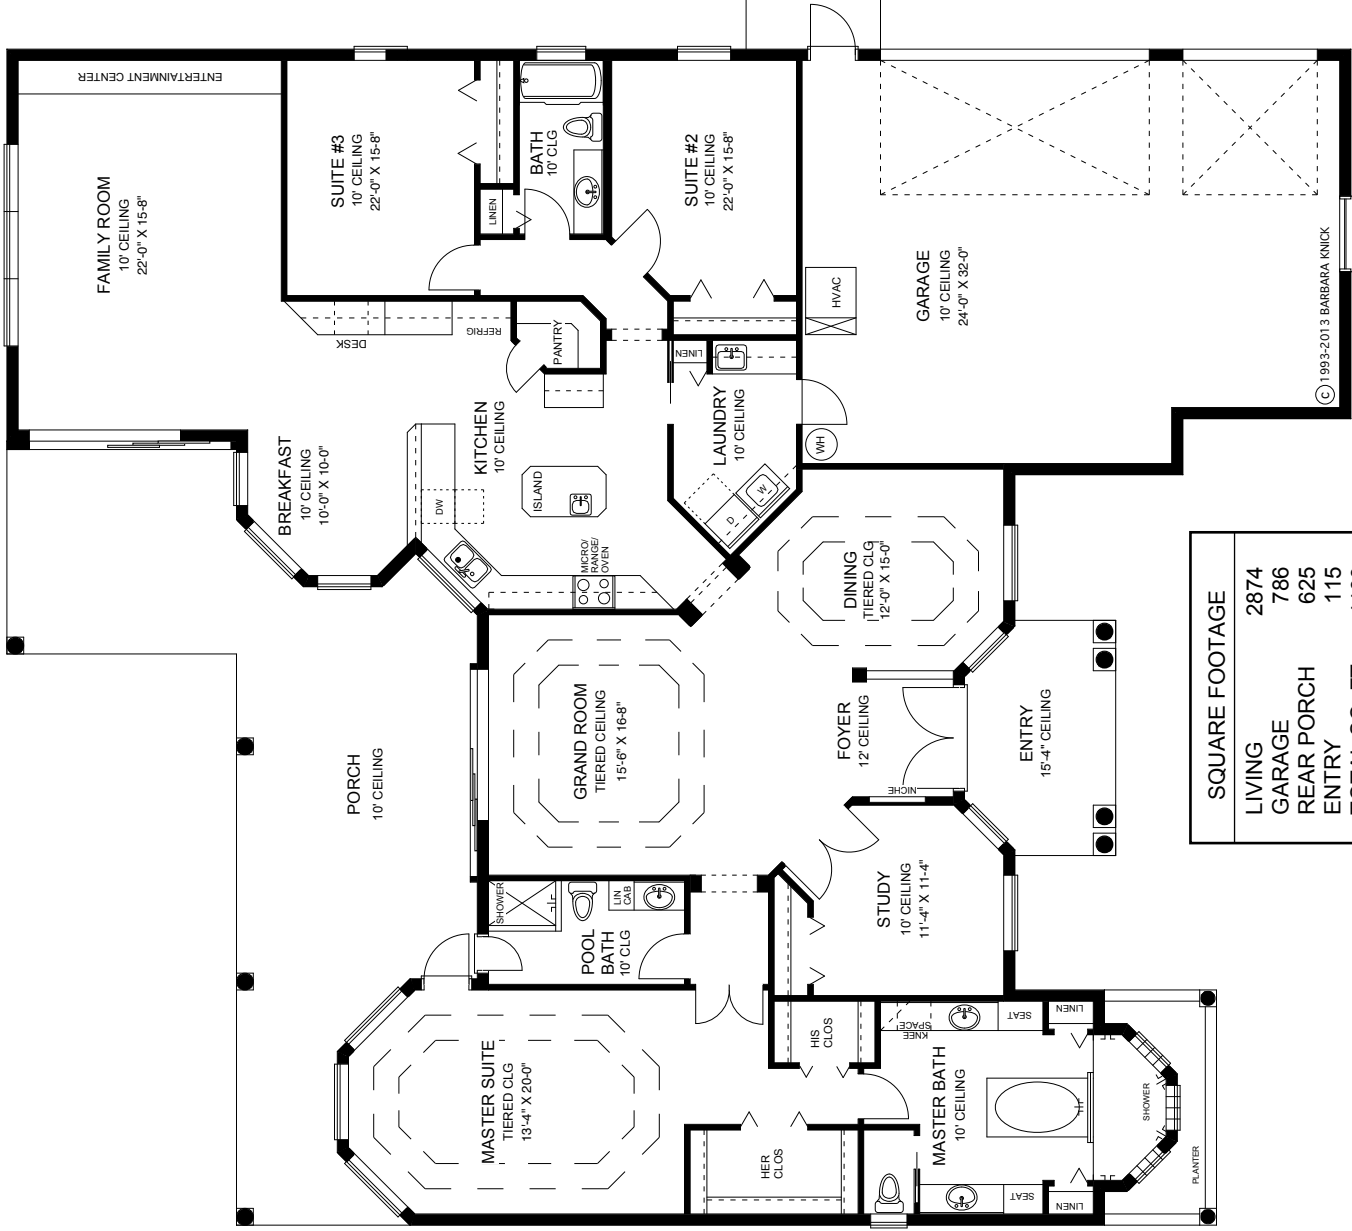 ENTERTAINMENT CENTER
FAMILY ROOM
10' CEILING
22'-0" X 15'-8"
SUITE #3
10' CEILING
22'-0" X 15'-8"
LINEN
BATH
10' CLG
SUITE #2
10' CEILING
22'-0" X 15'-8"
HVAC
GARAGE
10' CEILING
24'-0" X 32'-0"
© 1993-2013 BARBARA KNICK
DESK
REFRIG
PANTRY
LINEN
LAUNDRY
10' CEILING
WH
D
W
BREAKFAST
10' CEILING
10'-0" X 10'-0"
KITCHEN
10' CEILING
DW
ISLAND
MICRO/
RANGE/
OVEN
DINING
TIERED CLG
12'-0" X 15'-0"
GRAND ROOM
TIERED CEILING
15'-6" X 16'-8"
FOYER
12' CEILING
NICHE
ENTRY
15'-4" CEILING
PORCH
10' CEILING
SHOWER
LIN
CAB
POOL
BATH
10' CLG
STUDY
10' CEILING
11'-4" X 11'-4"
MASTER SUITE
TIERED CLG
13'-4" X 20'-0"
HIS
CLOS
HER
CLOS
KNEE
SPACE
SEAT
LINEN
MASTER BATH
10' CEILING
SHOWER
SEAT
LINEN
PLANTER
SQUARE FOOTAGE
LIVING 2874
GARAGE 786
REAR PORCH 625
ENTRY 115